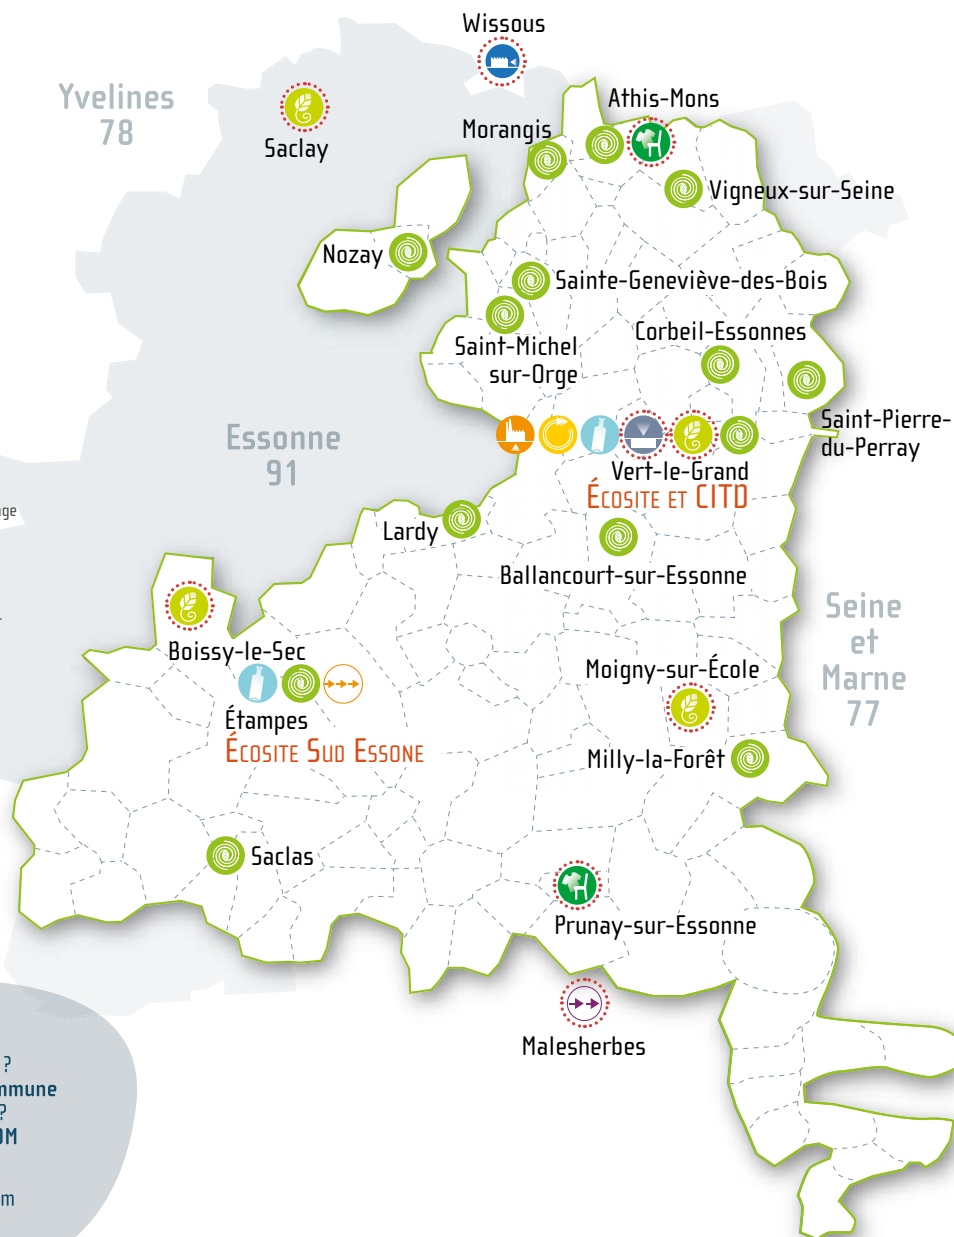 Wissous
Yvelines
78
Athis-Mons
Morangis
Saclay
Vigneux-sur-Seine
Nozay
Sainte-Geneviève-des-Bois
Corbeil-Essonnes
Saint-Michel
sur-Orge
Saint-Pierre-
du-Perray
Essonne
91
Vert-le-Grand
ÉCOSITE ET CITD
Lardy
Ballancourt-sur-Essonne
Seine
et
Marne
77
Boissy-le-Sec
Moigny-sur-École
Étampes
ÉCOSITE SUD ESSONE
Milly-la-Forêt
Saclas
Prunay-sur-Essonne
Malesherbes
?
?